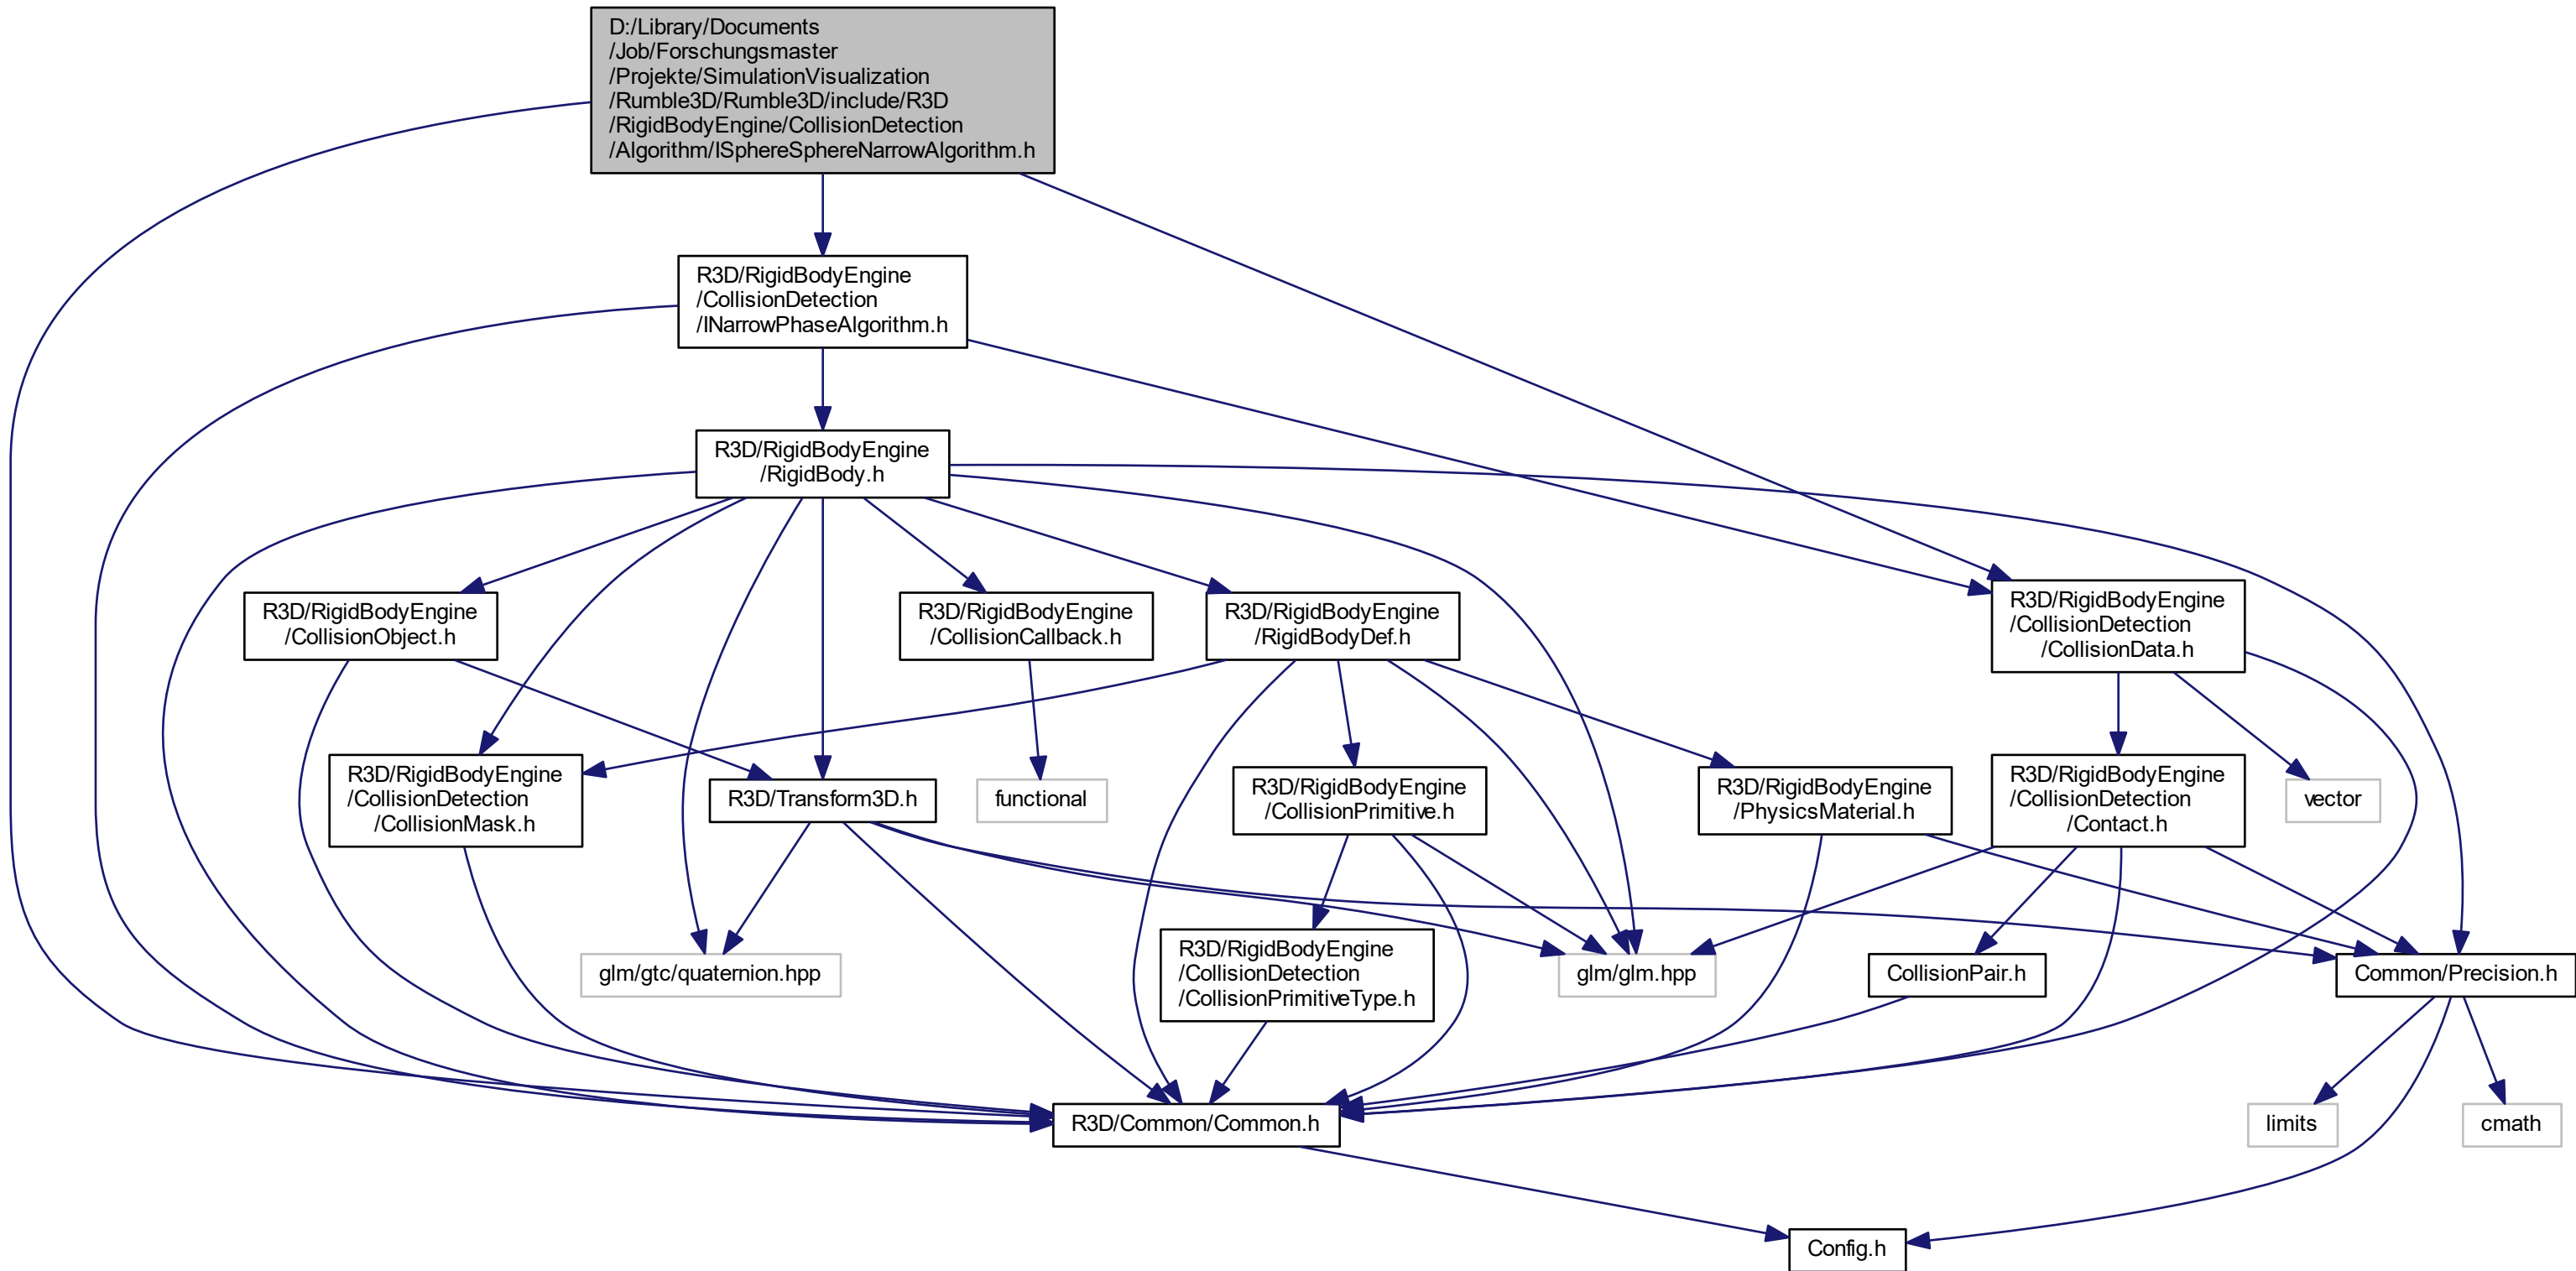 D:/Library/Documents
/Job/Forschungsmaster
/Projekte/SimulationVisualization
/Rumble3D/Rumble3D/include/R3D
/RigidBodyEngine/CollisionDetection
/Algorithm/ISphereSphereNarrowAlgorithm.h
R3D/RigidBodyEngine
/CollisionDetection
/INarrowPhaseAlgorithm.h
R3D/RigidBodyEngine
/RigidBody.h
R3D/RigidBodyEngine
/CollisionObject.h
R3D/RigidBodyEngine
/CollisionCallback.h
R3D/RigidBodyEngine
/RigidBodyDef.h
R3D/RigidBodyEngine
/CollisionDetection
/CollisionData.h
R3D/RigidBodyEngine
/CollisionDetection
/CollisionMask.h
R3D/Transform3D.h
functional
R3D/RigidBodyEngine
/CollisionPrimitive.h
R3D/RigidBodyEngine
/PhysicsMaterial.h
R3D/RigidBodyEngine
/CollisionDetection
/Contact.h
vector
glm/gtc/quaternion.hpp
R3D/RigidBodyEngine
/CollisionDetection
/CollisionPrimitiveType.h
glm/glm.hpp
CollisionPair.h
Common/Precision.h
R3D/Common/Common.h
limits
cmath
Config.h